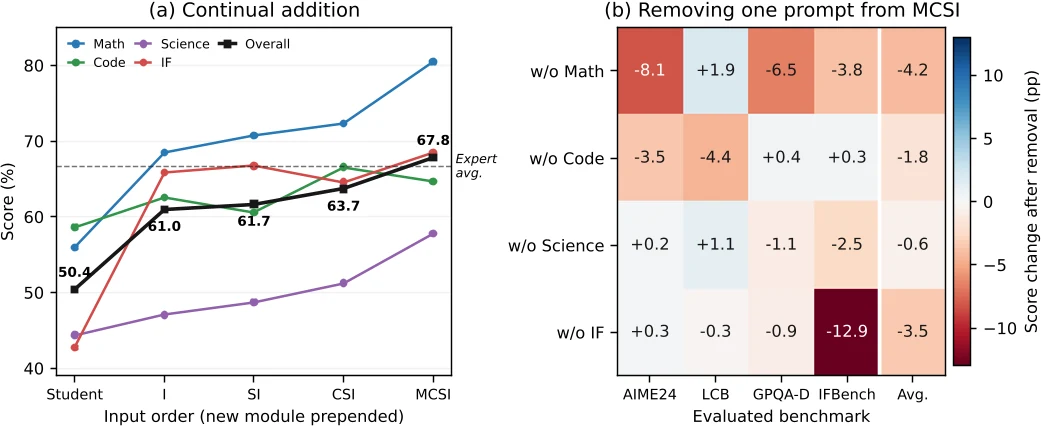 (a) Continual addition
Math Science Overall
Code IF
80
70
60
50
40
Score (%)
50.4
61.0
61.7
63.7
67.8
Expert
avg.
Student I SI CSI MCSI
Input order (new module prepended)
(b) Removing one prompt from MCSI
w/o Math -8.1 +1.9 -6.5 -3.8 -4.2
w/o Code -3.5 -4.4 +0.4 +0.3 -1.8
w/o Science +0.2 +1.1 -1.1 -2.5 -0.6
w/o IF +0.3 -0.3 -0.9 -12.9 -3.5
AIME24 LCB GPQA-D IFBench Avg.
Evaluated benchmark
10
5
0
−5
−10
Score change after removal (pp)